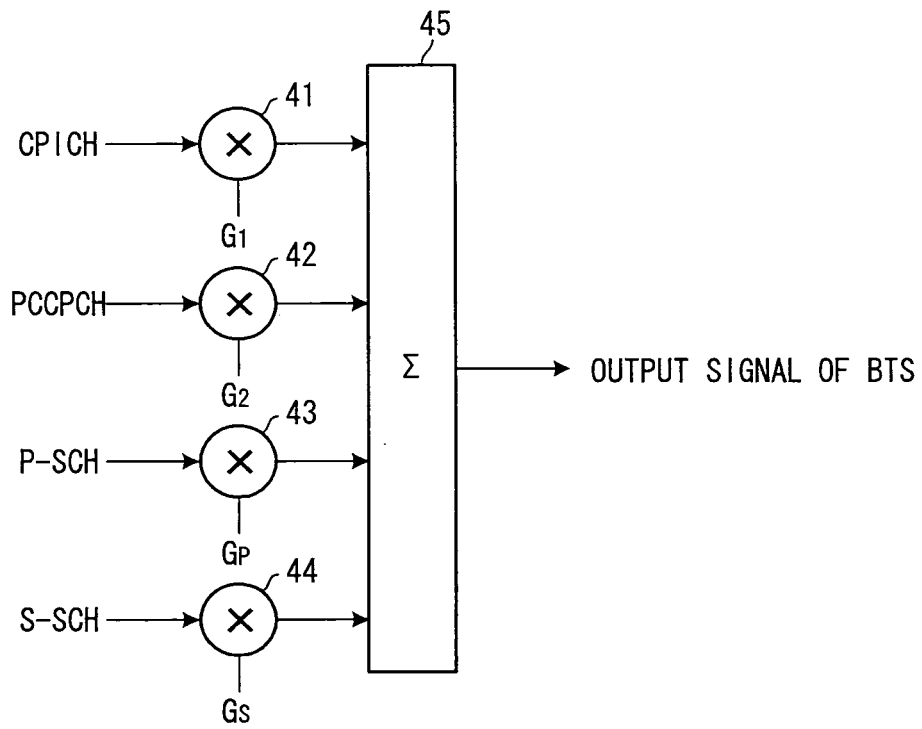 45
41
CPICH
×
G1
42
PCCPCH
×
Σ
OUTPUT SIGNAL OF BTS
G2
43
P-SCH
×
GP
44
S-SCH
×
GS